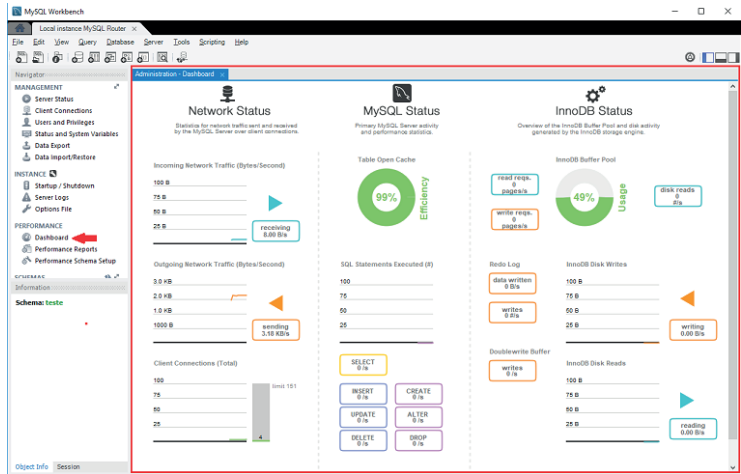 MySQL Workbench
Local instance MySQL Router ×
File Edit View Query Database Server Tools Scripting Help
Navigator
MANAGEMENT
Server Status
Client Connections
Users and Privileges
Status and System Variables
Data Export
Data Import/Restore
INSTANCE
Startup / Shutdown
Server Logs
Options File
PERFORMANCE
Dashboard
Performance Reports
Performance Schema Setup
SCHEMAS
Information
Schema: teste
Object Info Session
Administration - Dashboard ×
Network Status
Statistics for network traffic sent and received
by the MySQL Server over client connections.
Incoming Network Traffic (Bytes/Second)
100 B
75 B
50 B
25 B
receiving
0.00 B/s
Outgoing Network Traffic (Bytes/Second)
3.0 KB
2.0 KB
1.0 KB
1000 B
sending
3.18 KB/s
Client Connections (Total)
100
75
50
25
limit 151
4
MySQL Status
Primary MySQL Server activity
and performance statistics.
Table Open Cache
99%
Efficiency
SQL Statements Executed (#)
100
75
50
25
SELECT
0 /s
INSERT
0 /s
CREATE
0 /s
UPDATE
0 /s
ALTER
0 /s
DELETE
0 /s
DROP
0 /s
InnoDB Status
Overview of the InnoDB Buffer Pool and disk activity
generated by the InnoDB storage engine.
InnoDB Buffer Pool
read reqs.
0
pages/s
write reqs.
0
pages/s
49%
Usage
disk reads
0
#/s
Redo Log
data written
0 B/s
writes
0 #/s
InnoDB Disk Writes
100 B
75 B
50 B
25 B
writing
0.00 B/s
Doublewrite Buffer
writes
0 /s
InnoDB Disk Reads
100 B
75 B
50 B
25 B
reading
0.00 B/s